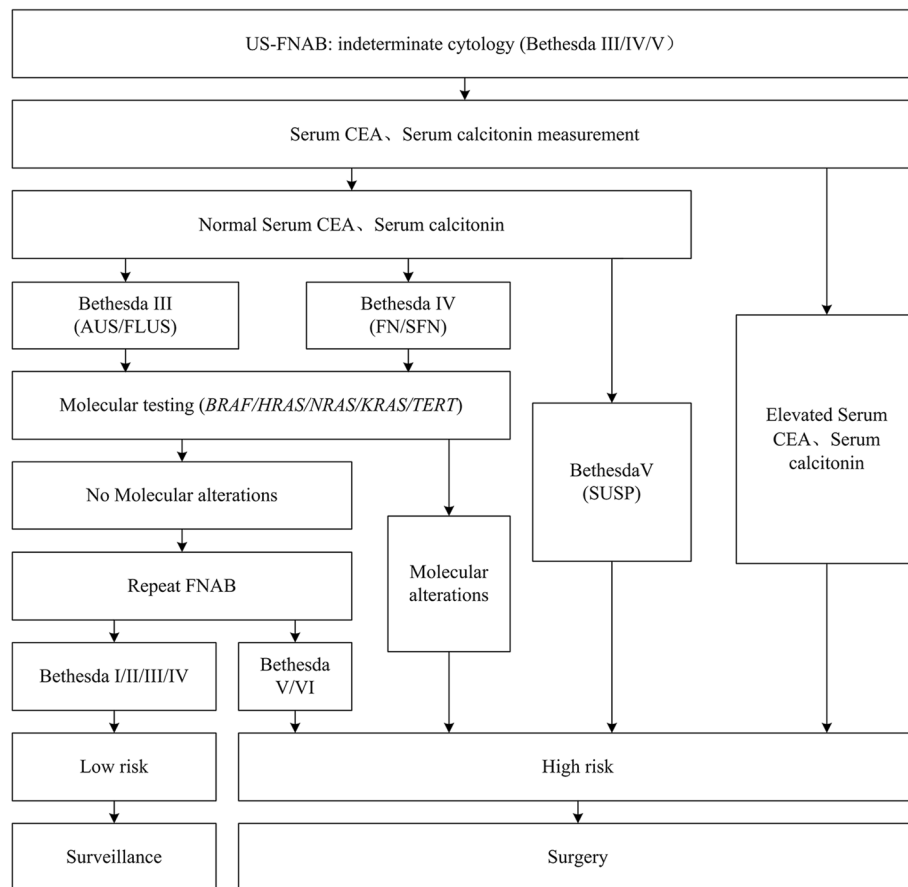 US-FNAB: indeterminate cytology (Bethesda III/IV/V）
Serum CEA、Serum calcitonin measurement
Normal Serum CEA、Serum calcitonin
Bethesda III
(AUS/FLUS)
Bethesda IV
(FN/SFN)
Molecular testing (BRAF/HRAS/NRAS/KRAS/TERT)
Elevated Serum
CEA、Serum
calcitonin
BethesdaV
(SUSP)
No Molecular alterations
Molecular
alterations
Repeat FNAB
Bethesda I/II/III/IV
Bethesda
V/VI
Low risk
High risk
Surveillance
Surgery